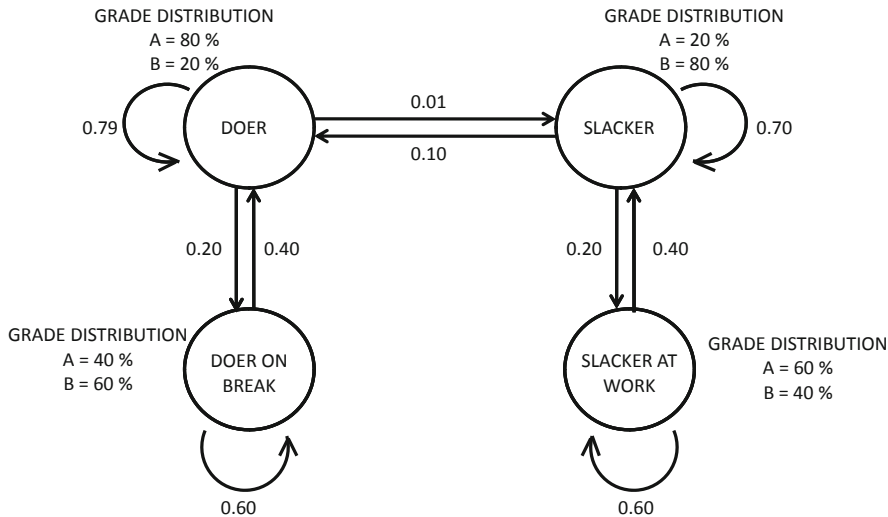 GRADE DISTRIBUTION
A = 80 %
B = 20 %
GRADE DISTRIBUTION
A = 20 %
B = 80 %
0.79
DOER
0.01
0.10
SLACKER
0.70
0.20
0.40
0.20
0.40
GRADE DISTRIBUTION
A = 40 %
B = 60 %
DOER ON
BREAK
SLACKER AT
WORK
GRADE DISTRIBUTION
A = 60 %
B = 40 %
0.60
0.60